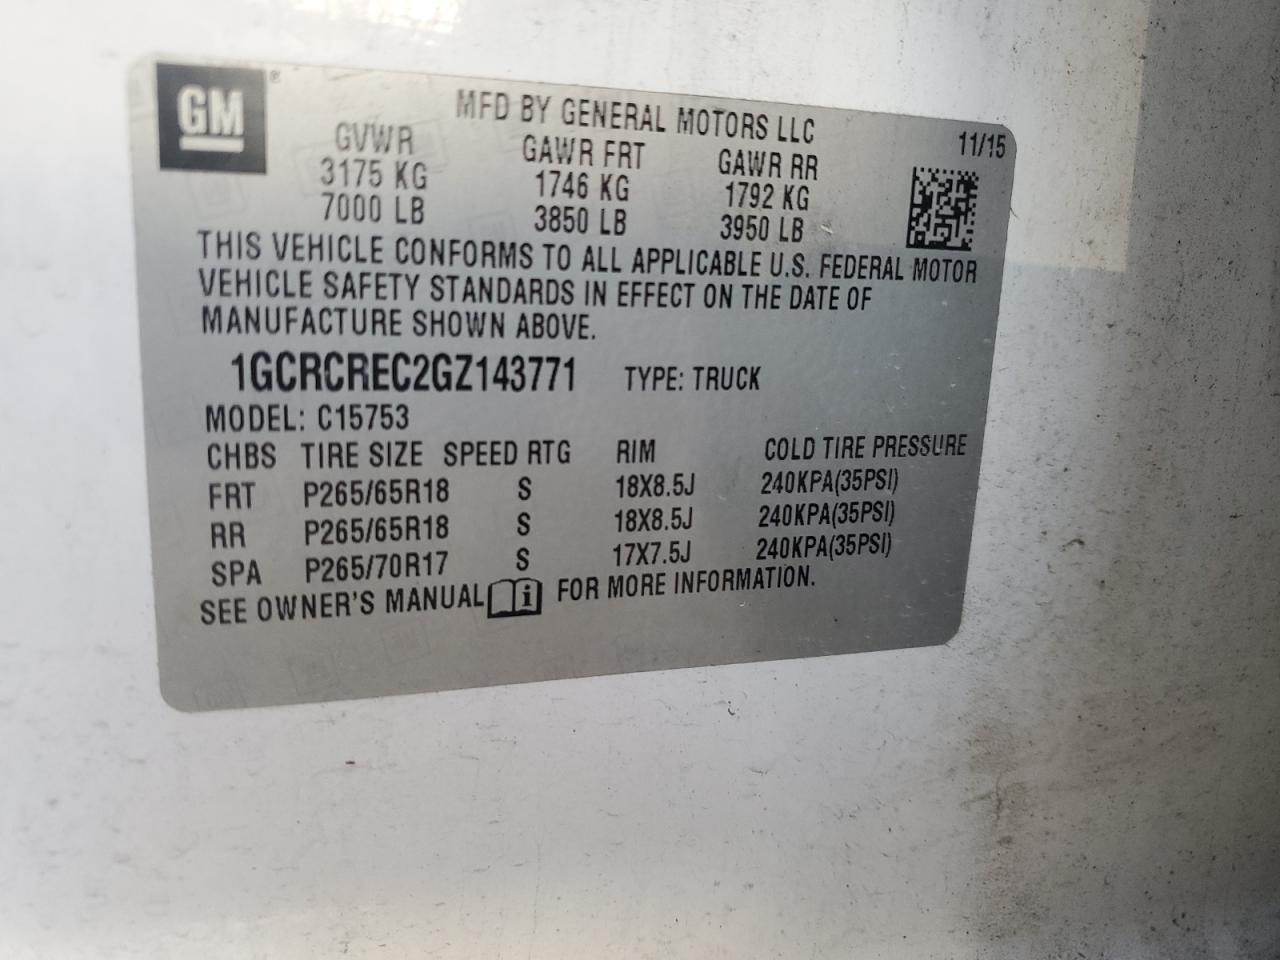 GM ®
MFD BY GENERAL MOTORS LLC
11/15
GVWR GAWR FRT GAWR RR
3175 KG 1746 KG 1792 KG
7000 LB 3850 LB 3950 LB
THIS VEHICLE CONFORMS TO ALL APPLICABLE U.S. FEDERAL MOTOR
VEHICLE SAFETY STANDARDS IN EFFECT ON THE DATE OF
MANUFACTURE SHOWN ABOVE.
1GCRCREC2GZ143771 TYPE: TRUCK
MODEL: C15753
CHBS TIRE SIZE SPEED RTG RIM COLD TIRE PRESSURE
FRT P265/65R18 S 18X8.5J 240KPA(35PSI)
RR P265/65R18 S 18X8.5J 240KPA(35PSI)
SPA P265/70R17 S 17X7.5J 240KPA(35PSI)
SEE OWNER'S MANUAL i FOR MORE INFORMATION.